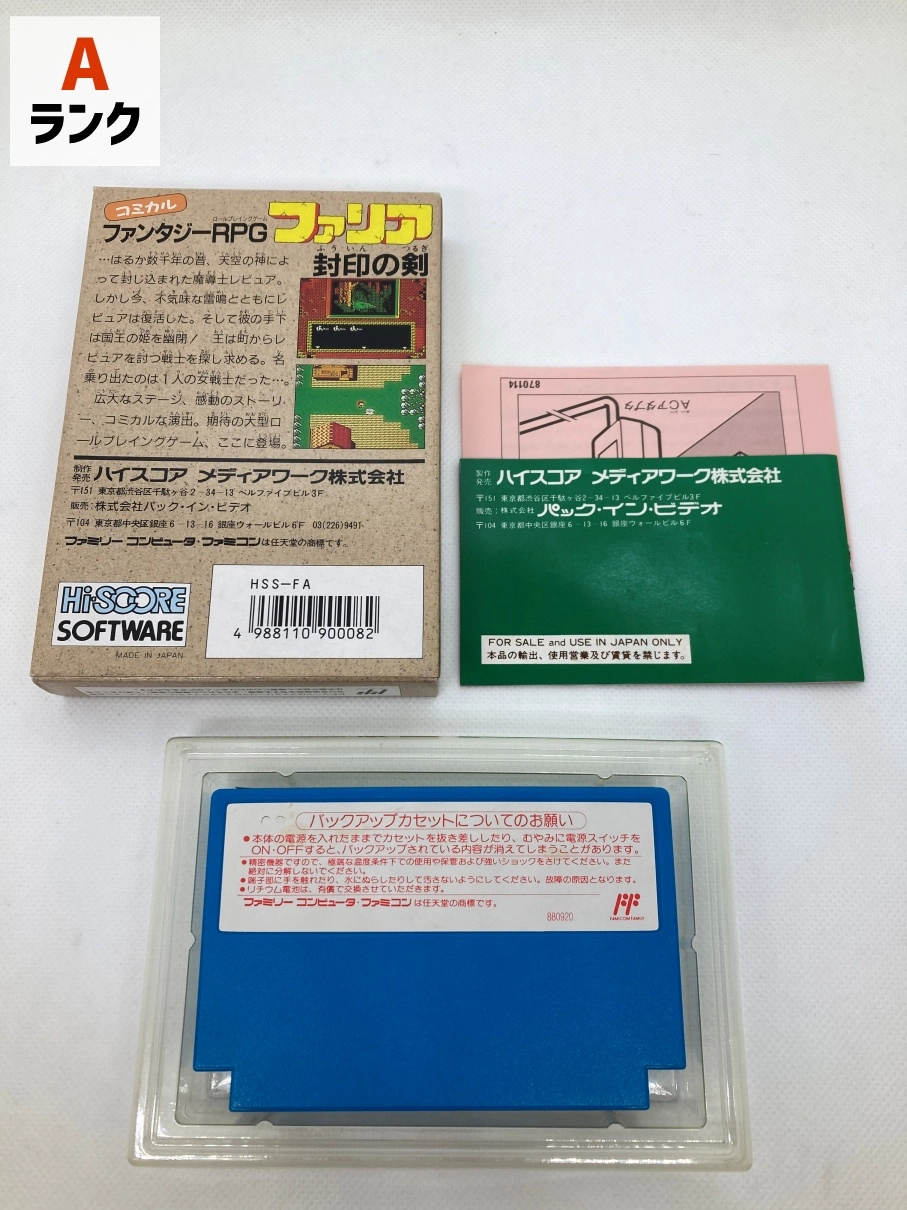 A
ランク
コミカル
ロールプレイングゲーム
ファンタジーRPG
ファリア
ふういん つるぎ
封印の剣
…はるか数千年の昔、天空の神によ
って封じ込まれた魔導士レビュア。
しかし今、不気味な雷鳴とともにレ
ビュアは復活した。そして彼の手下
は国王の姫を幽閉！ 王は町からレ
ビュアを討つ戦士を探し求める。名
乗り出たのは1人の女戦士だった…。
広大なステージ、感動のストーリ
ー、コミカルな演出。期待の大型ロ
ールプレイングゲーム、ここに登場。
制作
発売 ハイスコア メディアワーク株式会社
〒151 東京都渋谷区千駄ヶ谷2-34-13 ベルファイブビル3F
販売：株式会社パック・イン・ビデオ
〒104 東京都中央区銀座6-13-16 銀座ウォールビル6F 03(226)9491
ファミリーコンピュータ・ファミコンは任天堂の商標です。
Hi-SCORE
SOFTWARE
MADE IN JAPAN
HSS-FA
4 988110 900082
870114
ACアダプタ
製作
発売 ハイスコア メディアワーク株式会社
〒151 東京都渋谷区千駄ヶ谷2-34-13 ベルファイブビル3F
販売：株式会社 パック・イン・ビデオ
〒104 東京都中央区銀座6-13-16 銀座ウォールビル6F
FOR SALE and USE IN JAPAN ONLY
本品の輸出、使用営業及び賃貸を禁じます。
バックアップカセットについてのお願い
●本体の電源を入れたままでカセットを抜き差ししたり、むやみに電源スイッチを
ON・OFFすると、バックアップされている内容が消えてしまうことがあります。
●精密機器ですので、極端な温度条件下での使用や保管および強いショックをさけてください。また
絶対に分解しないでください。
●端子部に手を触れたり、水にぬらしたりして汚さないようにしてください。故障の原因となります。
●リチウム電池は、有償で交換させていただきます。
ファミリーコンピュータ・ファミコンは任天堂の商標です。
880920
FAMICOM FAMILY